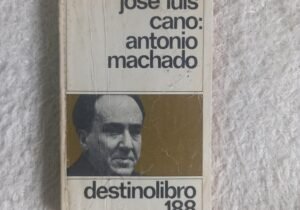 josé luis
cano:
antonio
machado
destinolibro
188